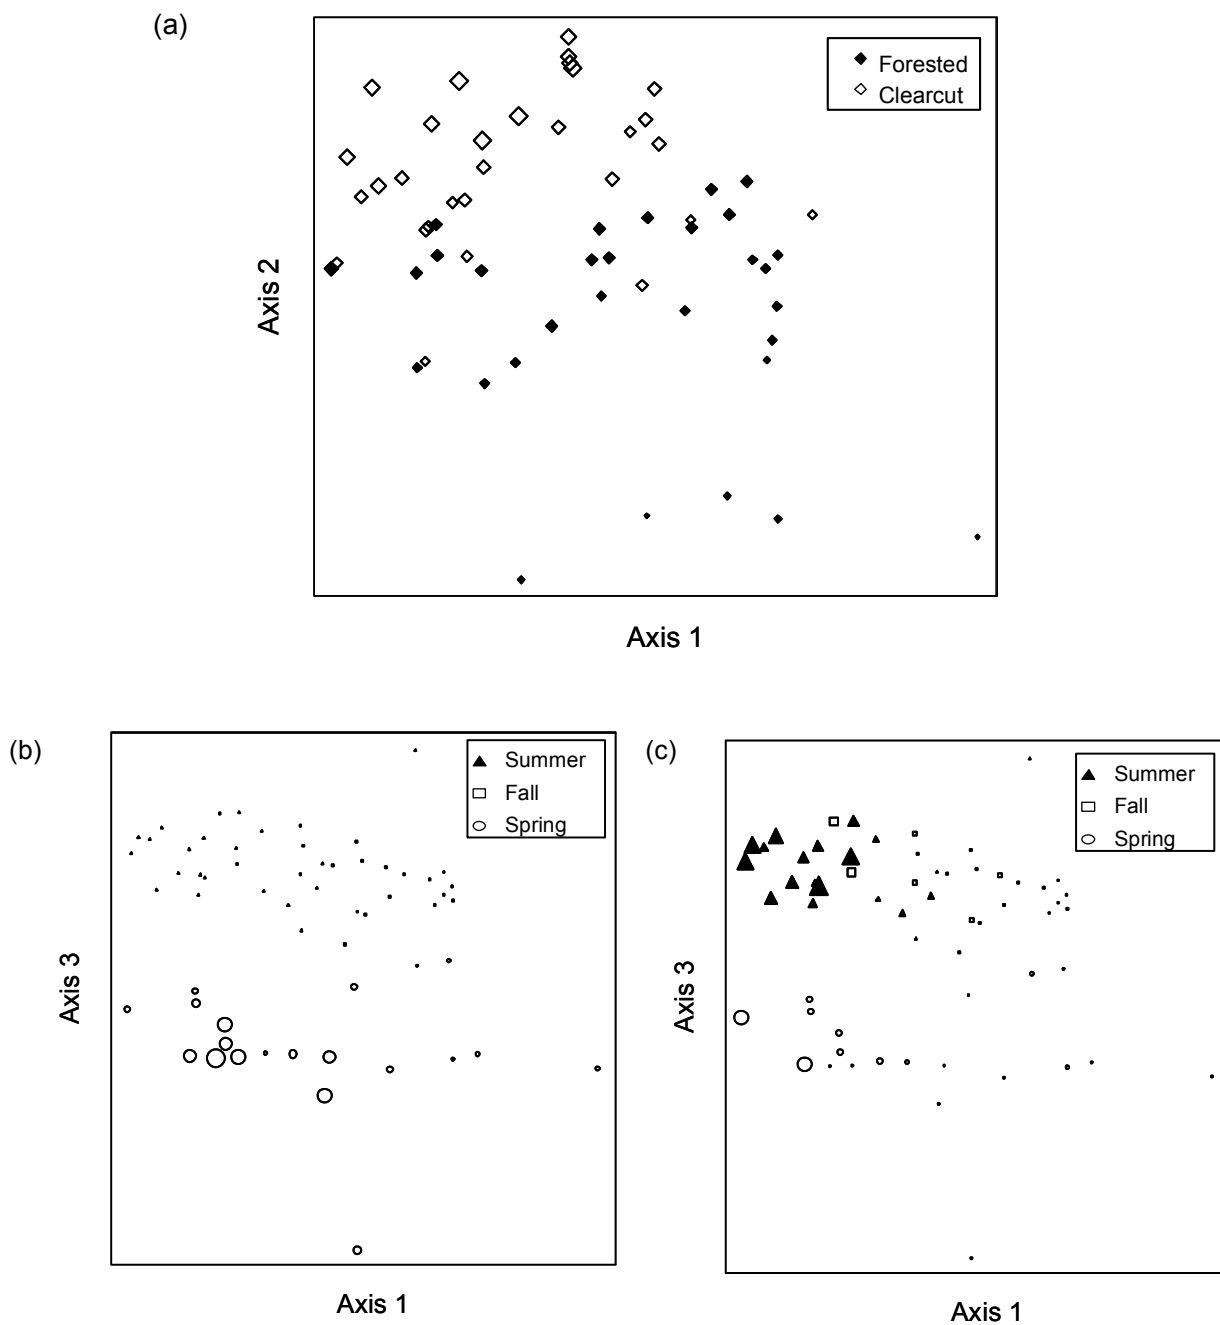 (a)
Forested
Clearcut
Axis 2
Axis 1
(b)
Summer
Fall
Spring
Axis 3
Axis 1
(c)
Summer
Fall
Spring
Axis 3
Axis 1